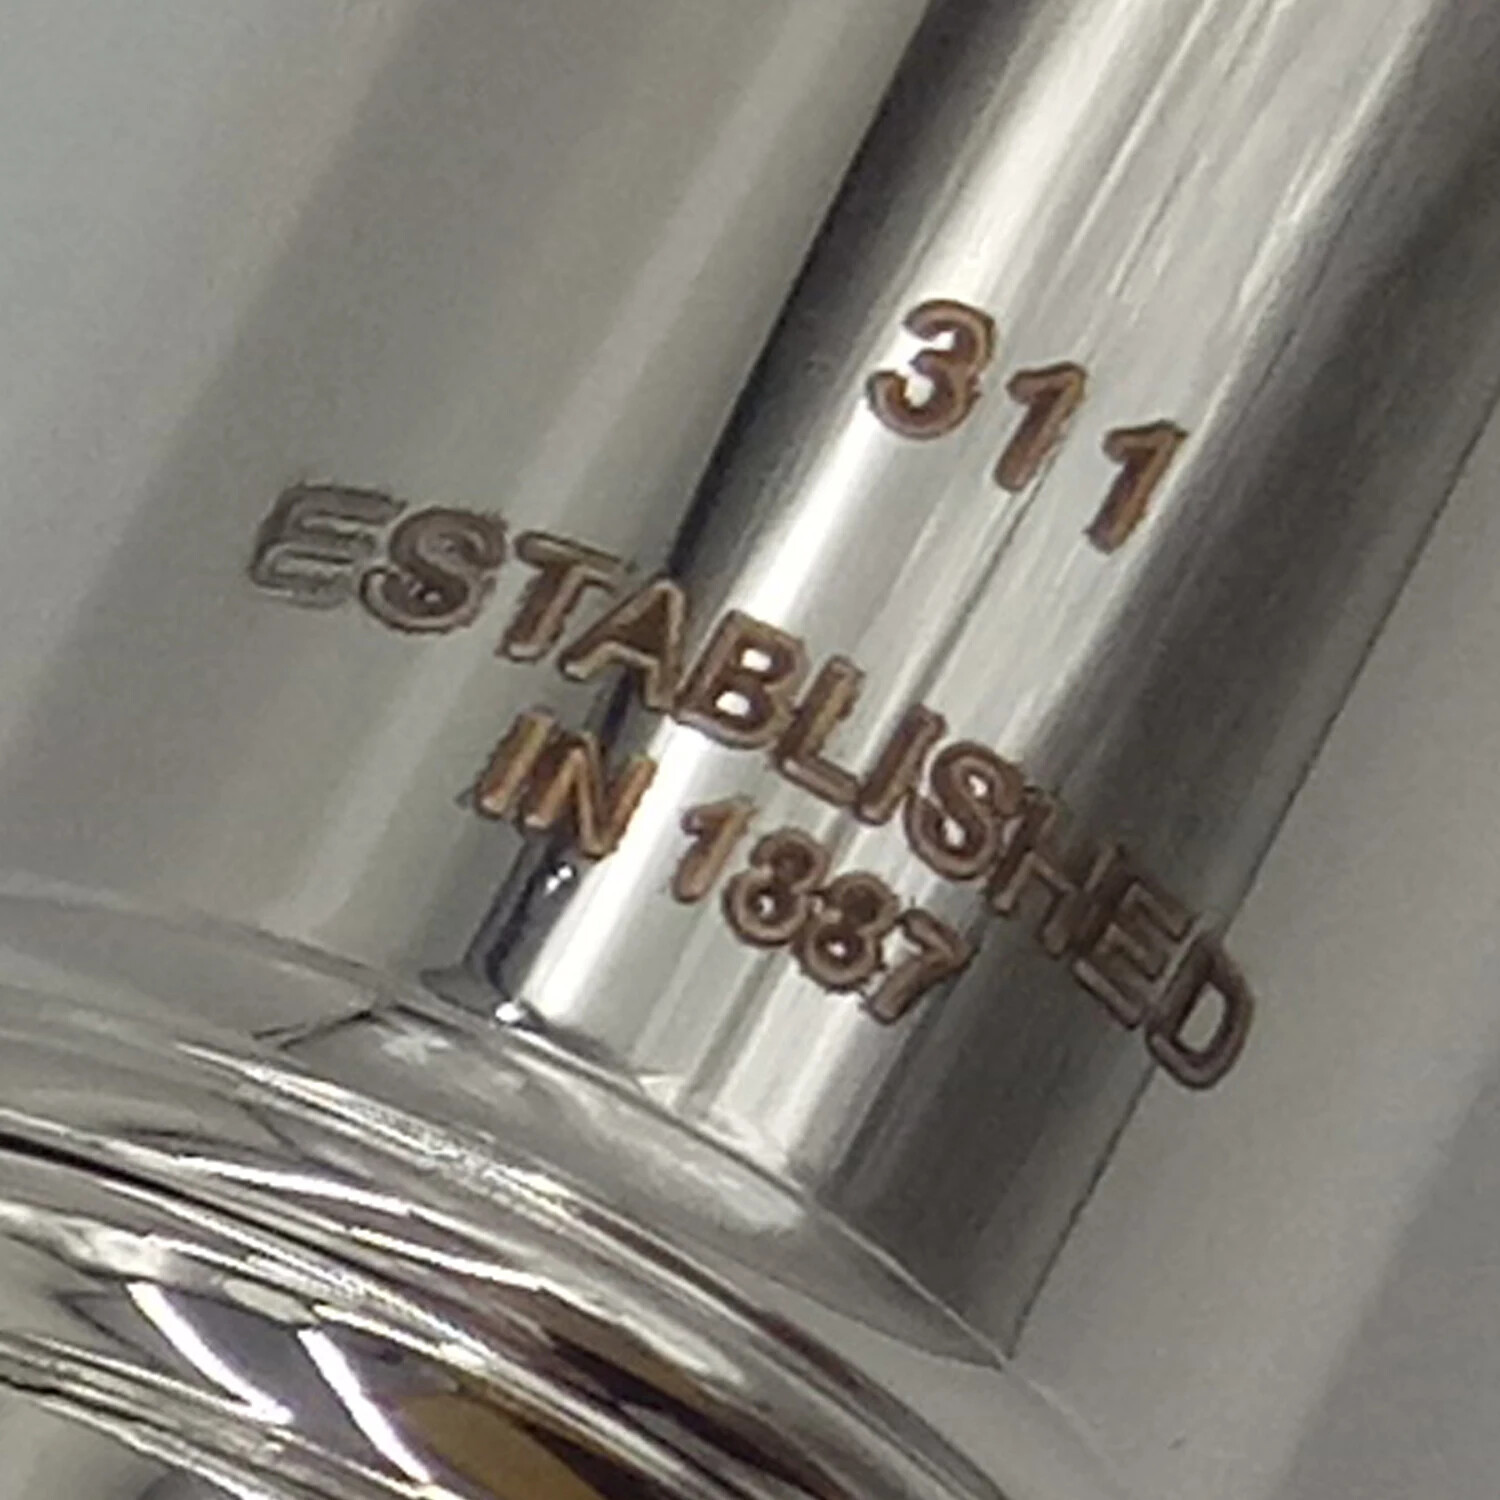 311
ESTABLISHED
IN 1887